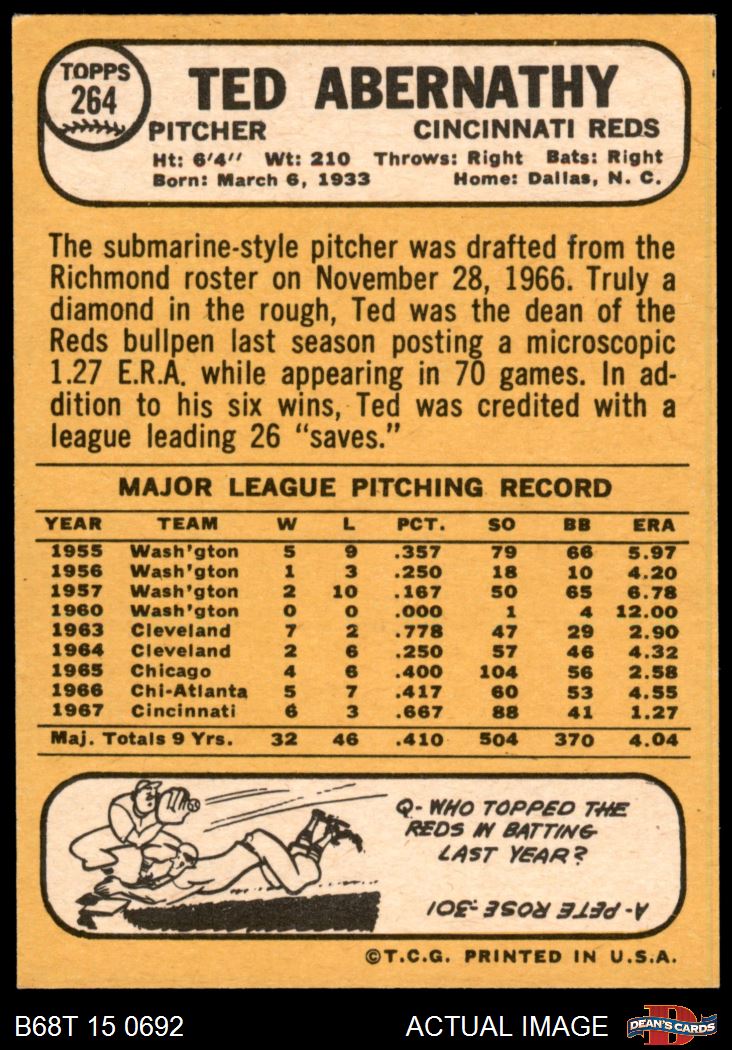 TOPPS
264
TED ABERNATHY
PITCHER CINCINNATI REDS
Ht: 6'4" Wt: 210 Throws: Right Bats: Right
Born: March 6, 1933 Home: Dallas, N. C.
The submarine-style pitcher was drafted from the
Richmond roster on November 28, 1966. Truly a
diamond in the rough, Ted was the dean of the
Reds bullpen last season posting a microscopic
1.27 E.R.A. while appearing in 70 games. In ad-
dition to his six wins, Ted was credited with a
league leading 26 “saves.”
MAJOR LEAGUE PITCHING RECORD
YEAR TEAM W L PCT. SO BB ERA
1955 Wash'gton 5 9 .357 79 66 5.97
1956 Wash'gton 1 3 .250 18 10 4.20
1957 Wash'gton 2 10 .167 50 65 6.78
1960 Wash'gton 0 0 .000 1 4 12.00
1963 Cleveland 7 2 .778 47 29 2.90
1964 Cleveland 2 6 .250 57 46 4.32
1965 Chicago 4 6 .400 104 56 2.58
1966 Chi-Atlanta 5 7 .417 60 53 4.55
1967 Cincinnati 6 3 .667 88 41 1.27
Maj. Totals 9 Yrs. 32 46 .410 504 370 4.04
Q- WHO TOPPED THE
REDS IN BATTING
LAST YEAR?
A- PETE ROSE .301
©T.C.G. PRINTED IN U.S.A.
B68T 15 0692 ACTUAL IMAGE DEAN'S CARDS